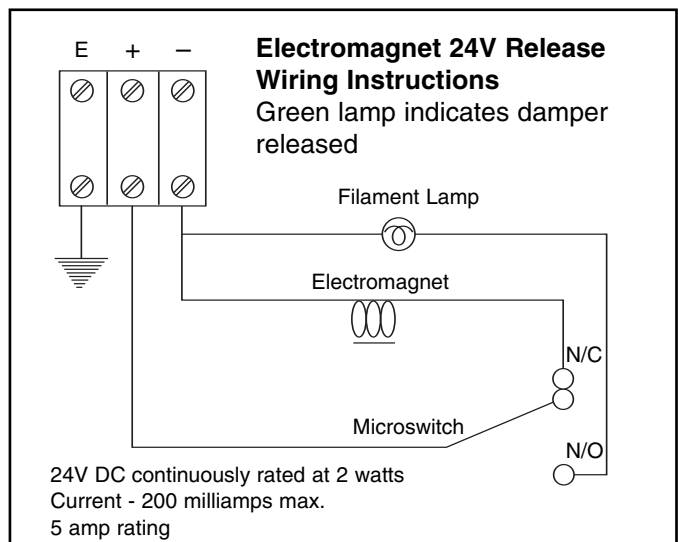 E + −
Electromagnet 24V Release
Wiring Instructions
Green lamp indicates damper
released
Filament Lamp
Electromagnet
N/C
Microswitch
N/O
24V DC continuously rated at 2 watts
Current - 200 milliamps max.
5 amp rating